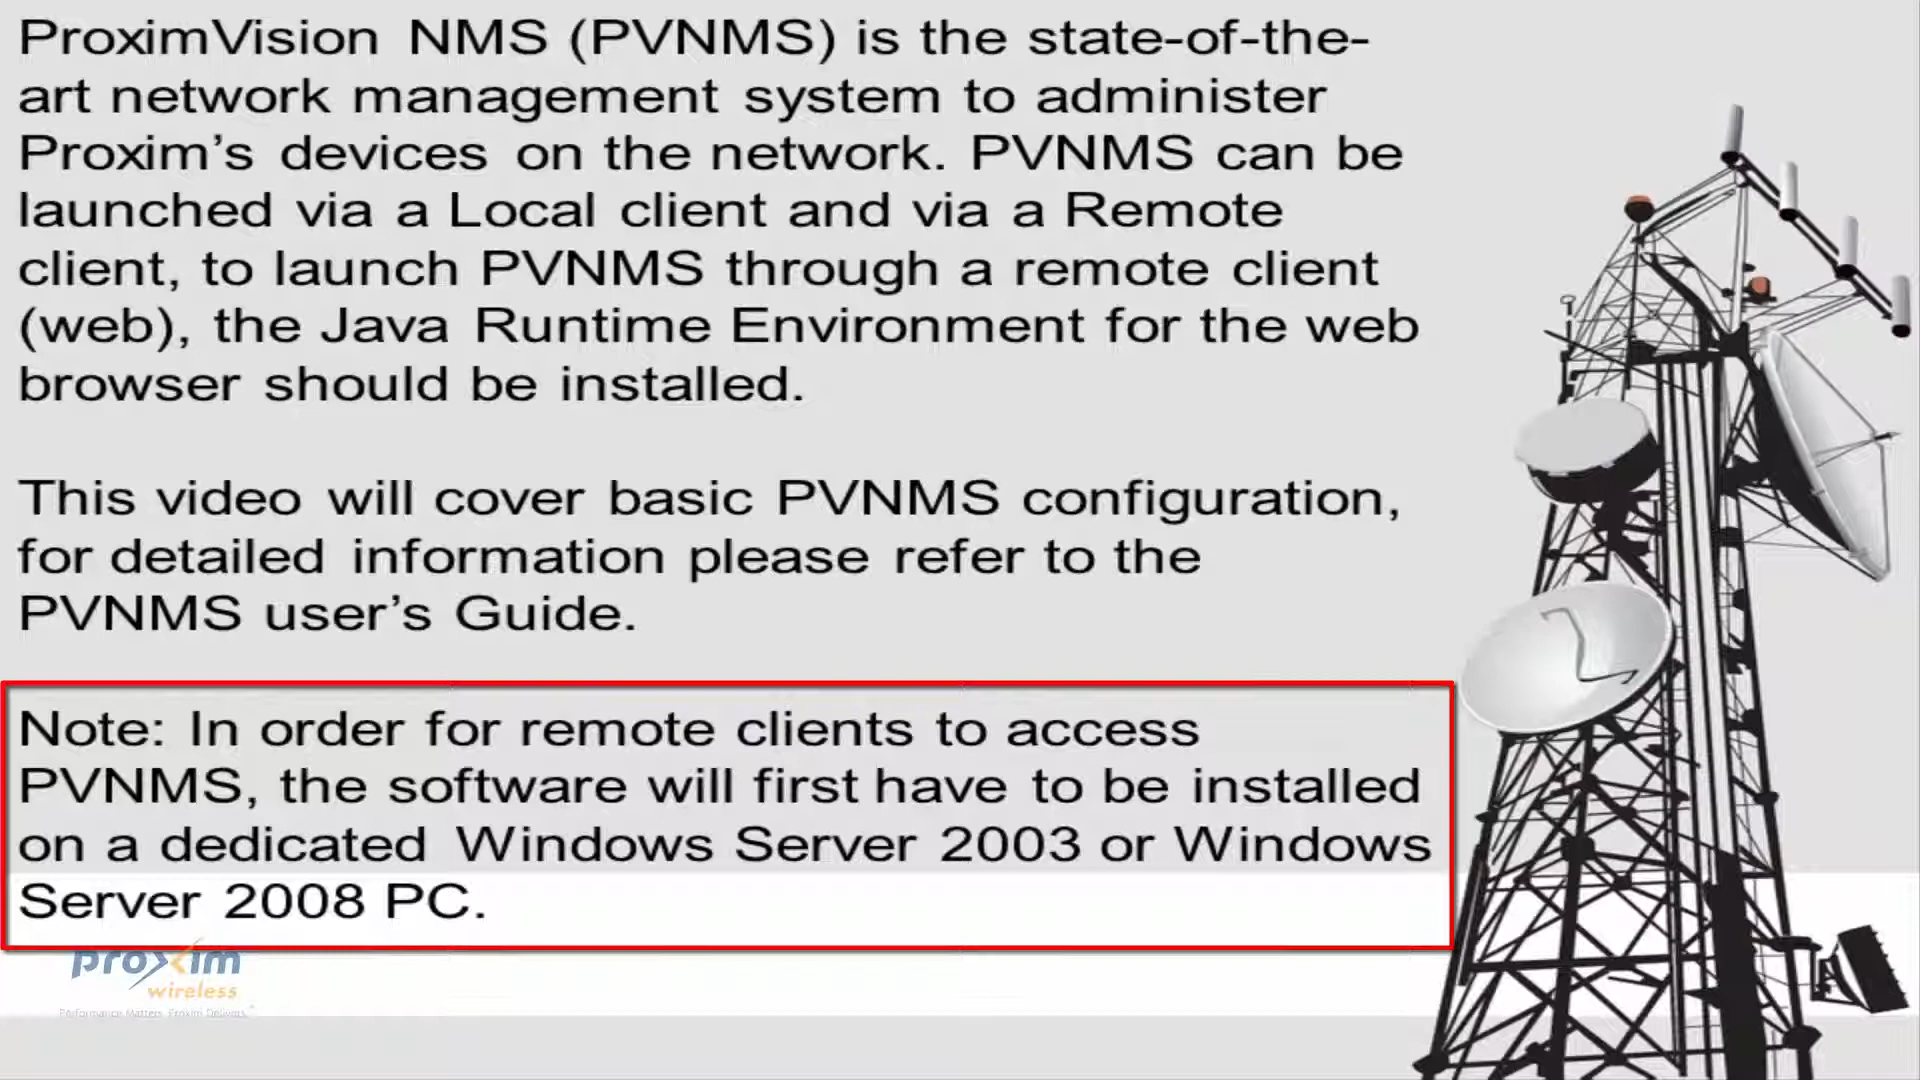 ProximVision NMS (PVNMS) is the state-of-the-
art network management system to administer
Proxim’s devices on the network. PVNMS can be
launched via a Local client and via a Remote
client, to launch PVNMS through a remote client
(web), the Java Runtime Environment for the web
browser should be installed.
This video will cover basic PVNMS configuration,
for detailed information please refer to the
PVNMS user’s Guide.
Note: In order for remote clients to access
PVNMS, the software will first have to be installed
on a dedicated Windows Server 2003 or Windows
Server 2008 PC.
proxim
wireless
Performance Matters. Proxim Delivers.